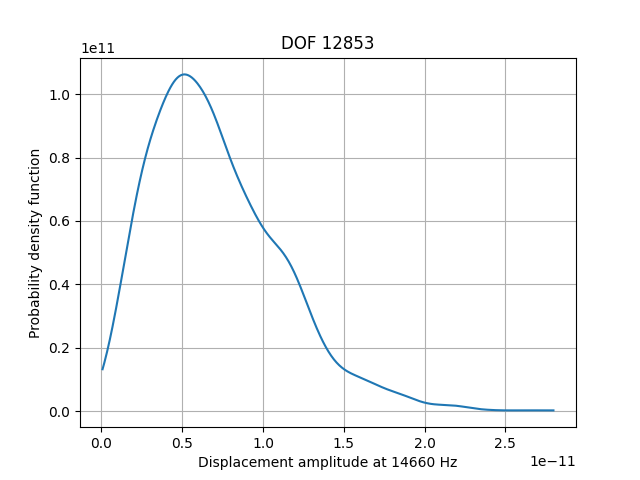 DOF 12853
1e11
1.0
0.8
0.6
0.4
0.2
0.0
Probability density function
0.0 0.5 1.0 1.5 2.0 2.5
1e−11
Displacement amplitude at 14660 Hz